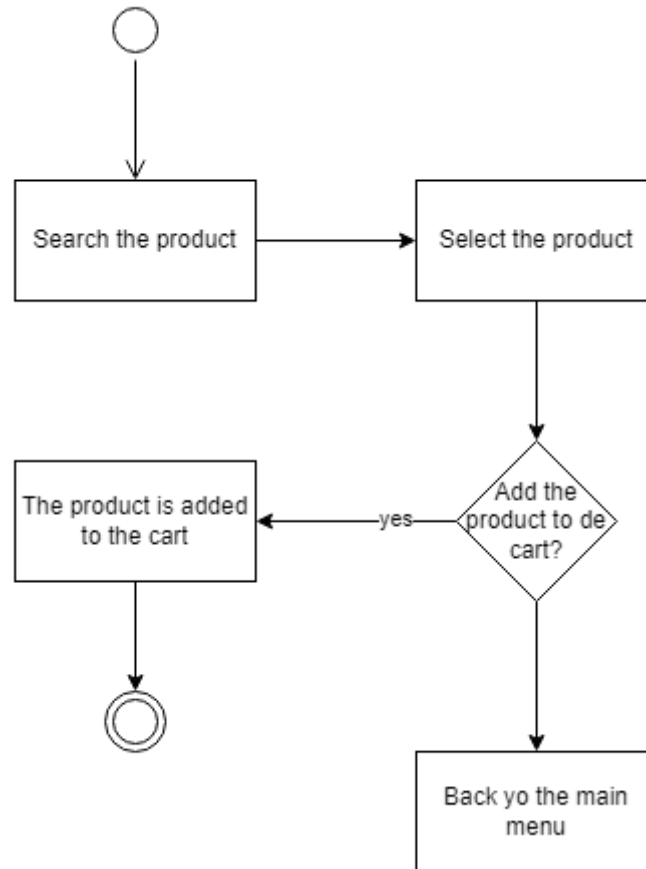 Search the product
Select the product
Add the
product to de
cart?
yes
The product is added
to the cart
Back yo the main
menu